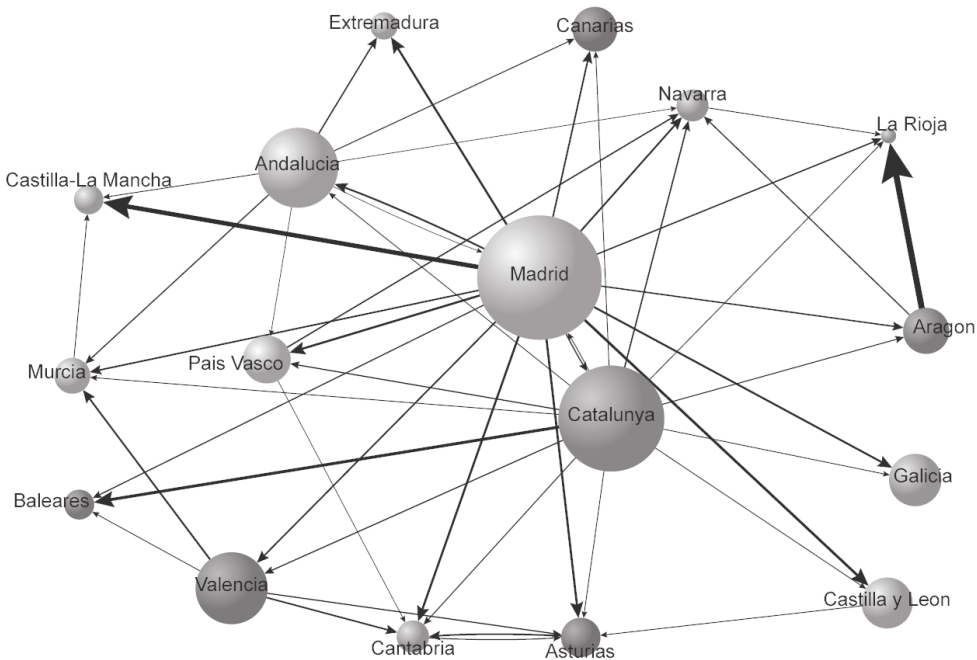 Extremadura
Canarias
Navarra
La Rioja
Andalucia
Castilla-La Mancha
Madrid
Aragon
Pais Vasco
Murcia
Catalunya
Galicia
Baleares
Valencia
Castilla y Leon
Cantabria
Asturias